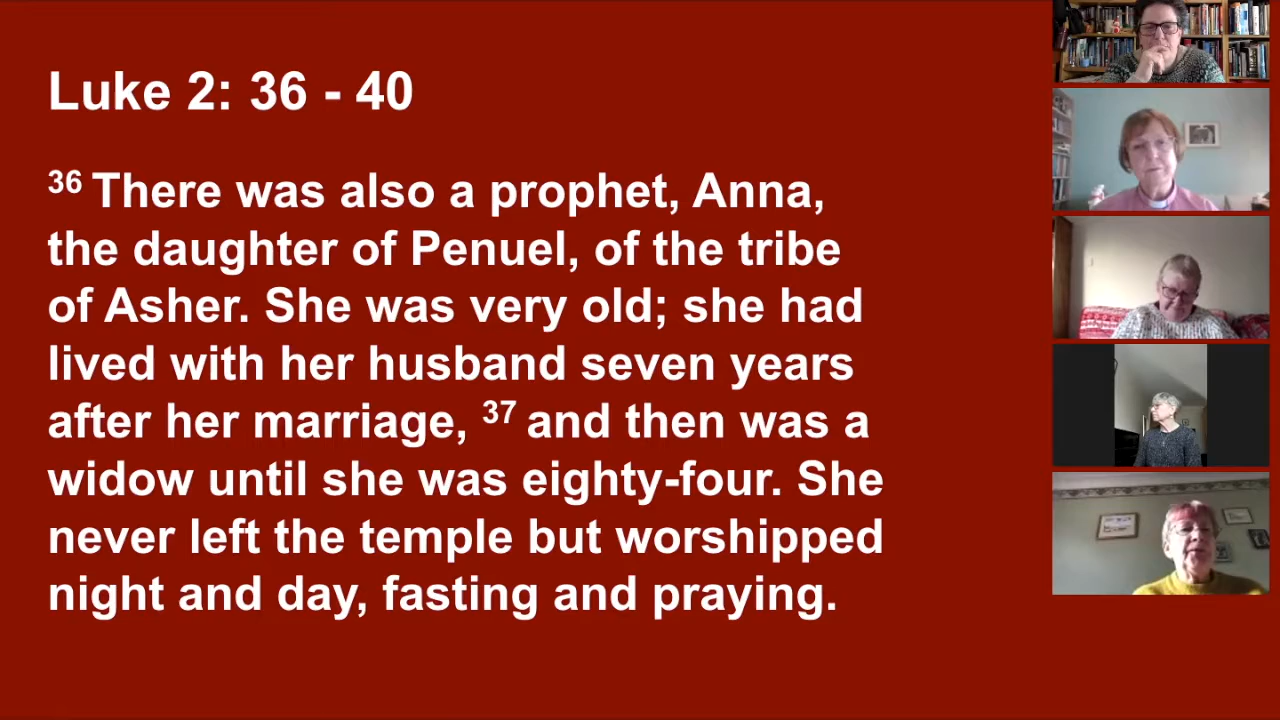 Luke 2: 36 - 40
36 There was also a prophet, Anna,
the daughter of Penuel, of the tribe
of Asher. She was very old; she had
lived with her husband seven years
after her marriage, 37 and then was a
widow until she was eighty-four. She
never left the temple but worshipped
night and day, fasting and praying.